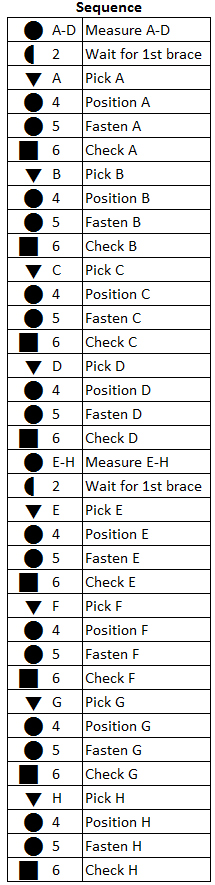 Sequence
A-D Measure A-D
2 Wait for 1st brace
A Pick A
4 Position A
5 Fasten A
6 Check A
B Pick B
4 Position B
5 Fasten B
6 Check B
C Pick C
4 Position C
5 Fasten C
6 Check C
D Pick D
4 Position D
5 Fasten D
6 Check D
E-H Measure E-H
2 Wait for 1st brace
E Pick E
4 Position E
5 Fasten E
6 Check E
F Pick F
4 Position F
5 Fasten F
6 Check F
G Pick G
4 Position G
5 Fasten G
6 Check G
H Pick H
4 Position H
5 Fasten H
6 Check H